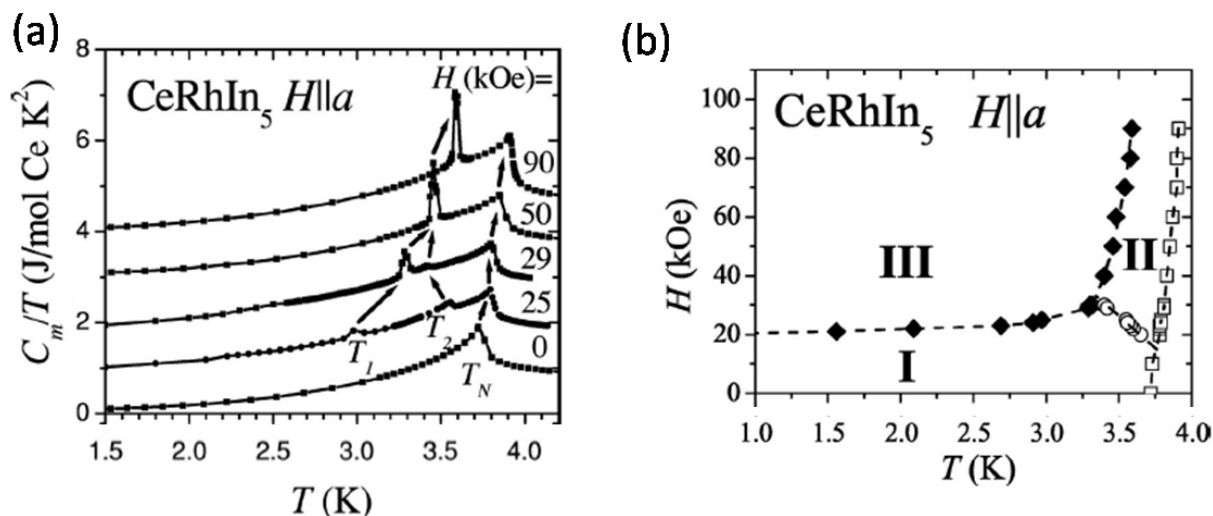 (a)
8
6
4
2
0
C_m/T (J/mol Ce K²)
CeRhIn₅ H||a
H (kOe)=
90
50
29
25
0
T₁
T₂
T_N
1.5 2.0 2.5 3.0 3.5 4.0
T (K)
(b)
100
80
60
40
20
0
H (kOe)
CeRhIn₅ H||a
III
II
I
1.0 1.5 2.0 2.5 3.0 3.5 4.0
T (K)